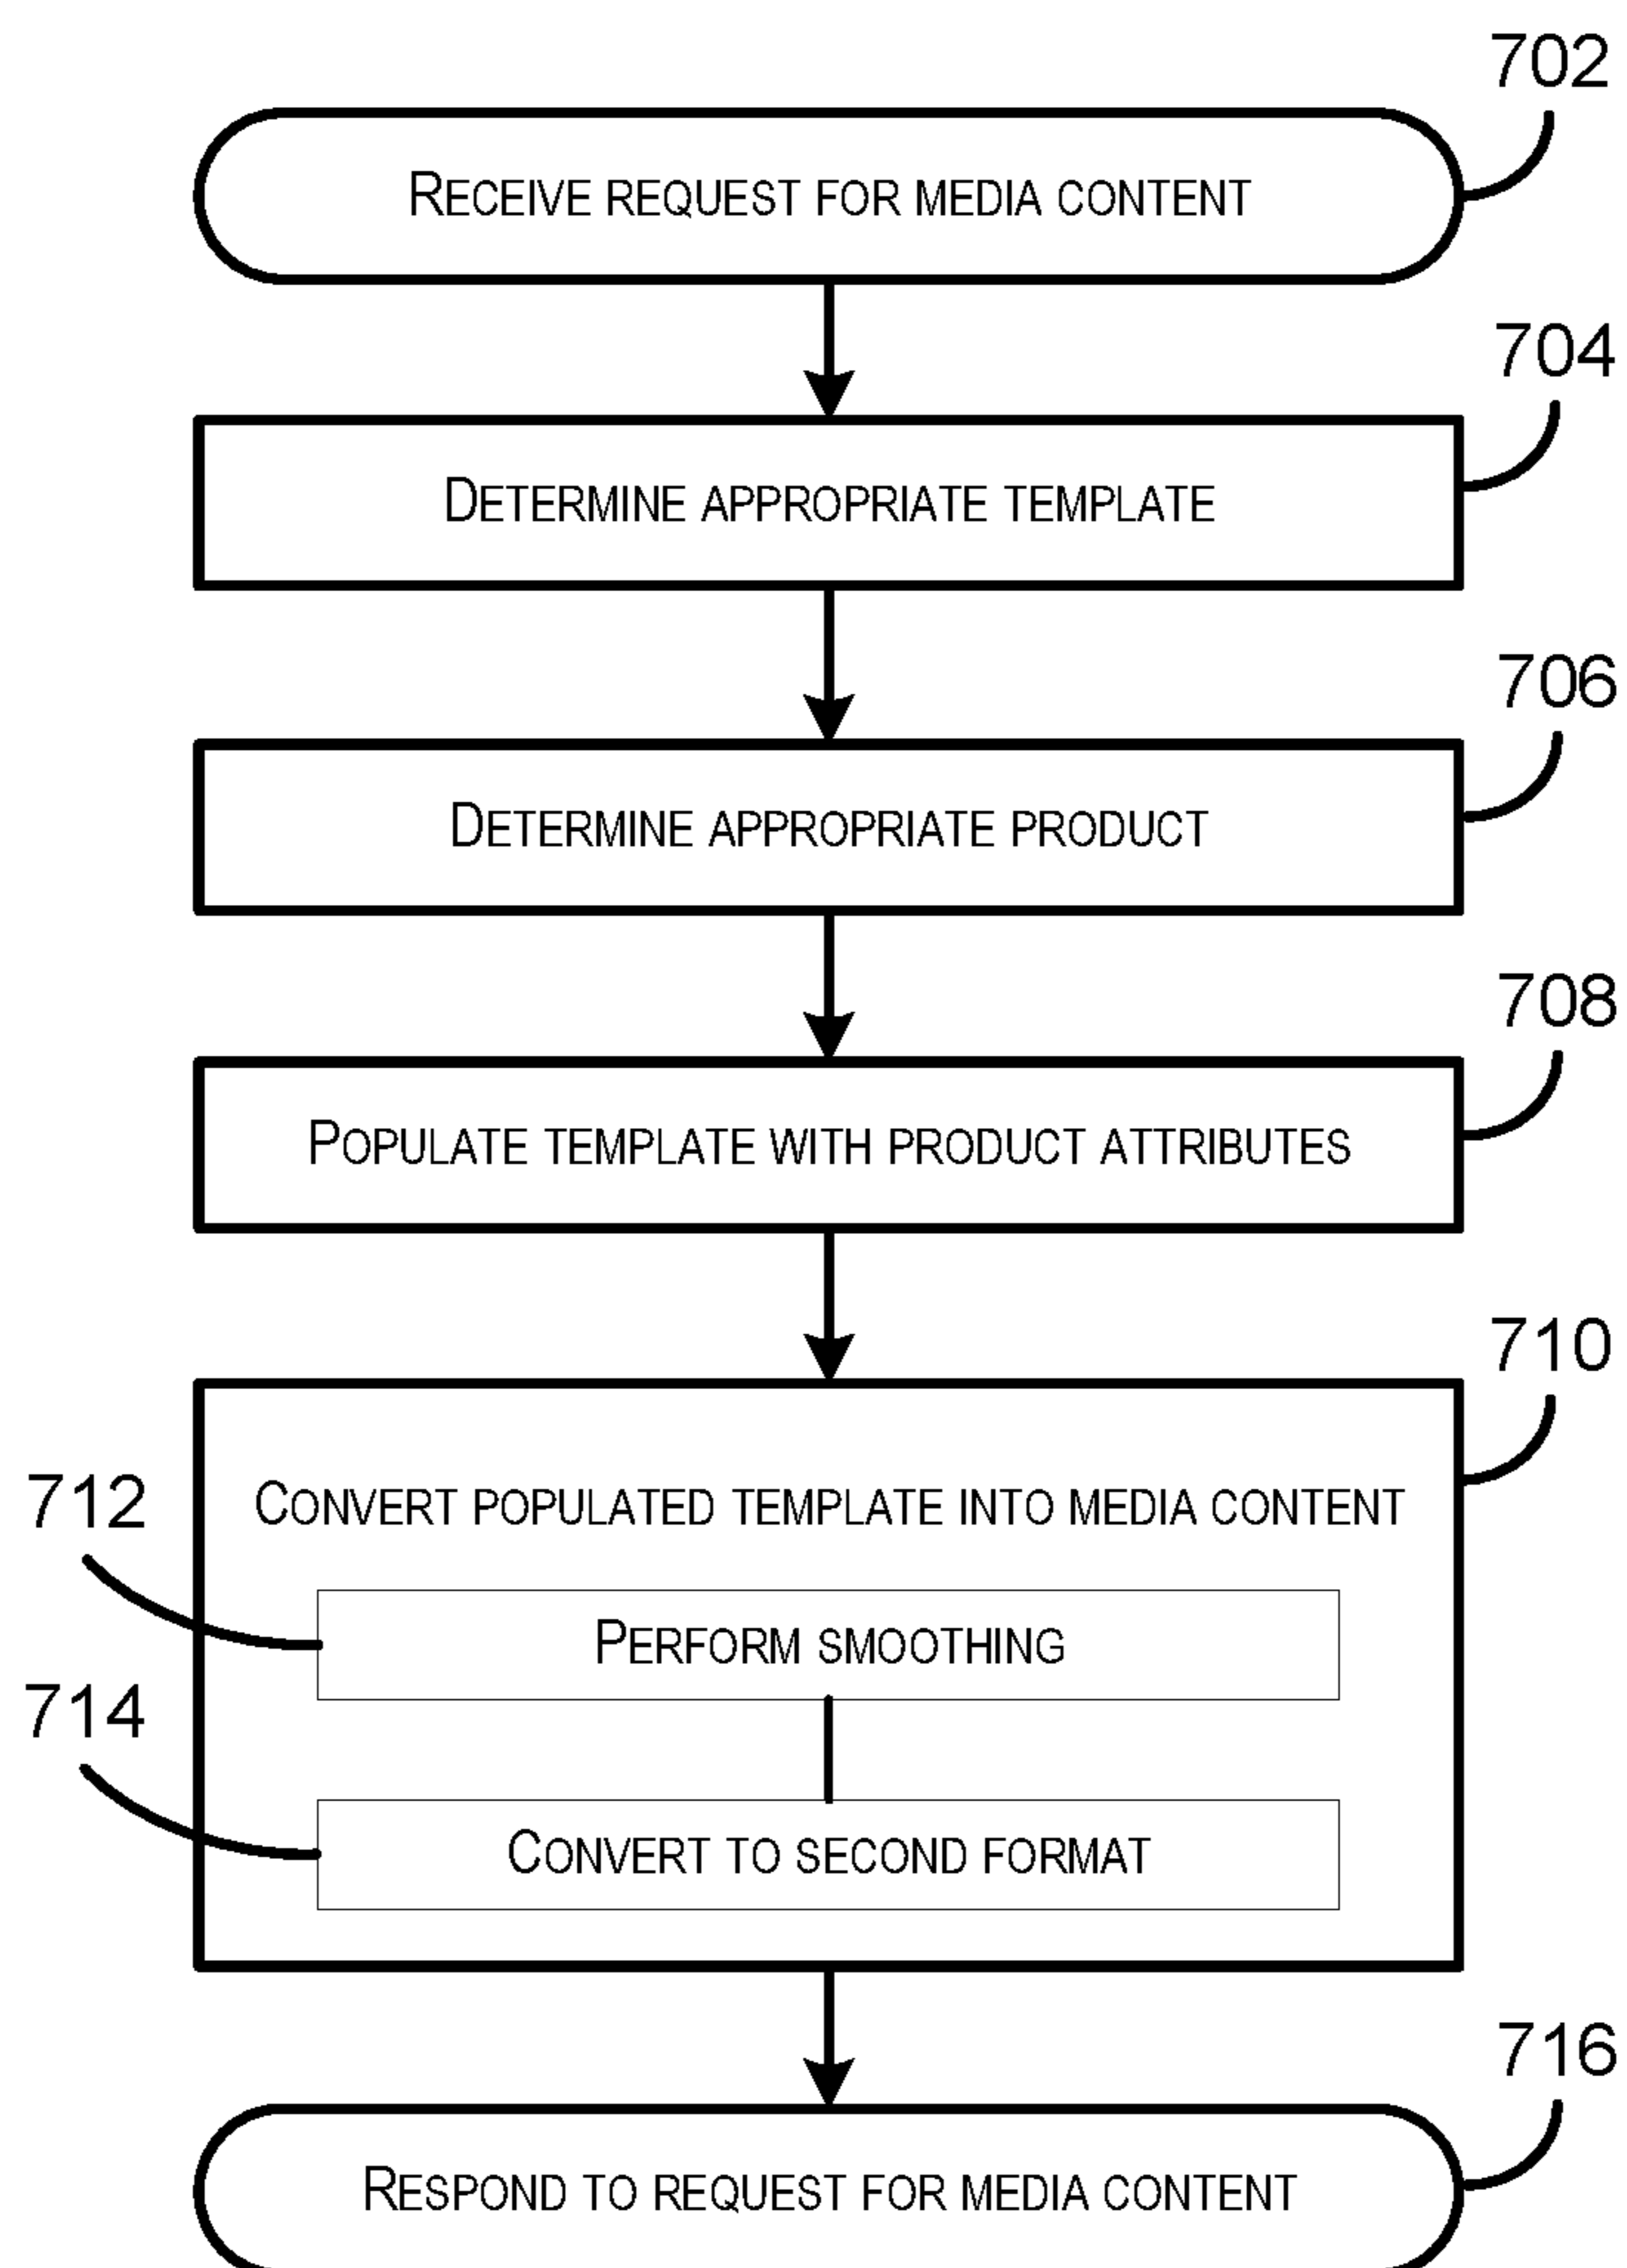 702
RECEIVE REQUEST FOR MEDIA CONTENT
704
DETERMINE APPROPRIATE TEMPLATE
706
DETERMINE APPROPRIATE PRODUCT
708
POPULATE TEMPLATE WITH PRODUCT ATTRIBUTES
710
CONVERT POPULATED TEMPLATE INTO MEDIA CONTENT
712
PERFORM SMOOTHING
714
CONVERT TO SECOND FORMAT
716
RESPOND TO REQUEST FOR MEDIA CONTENT